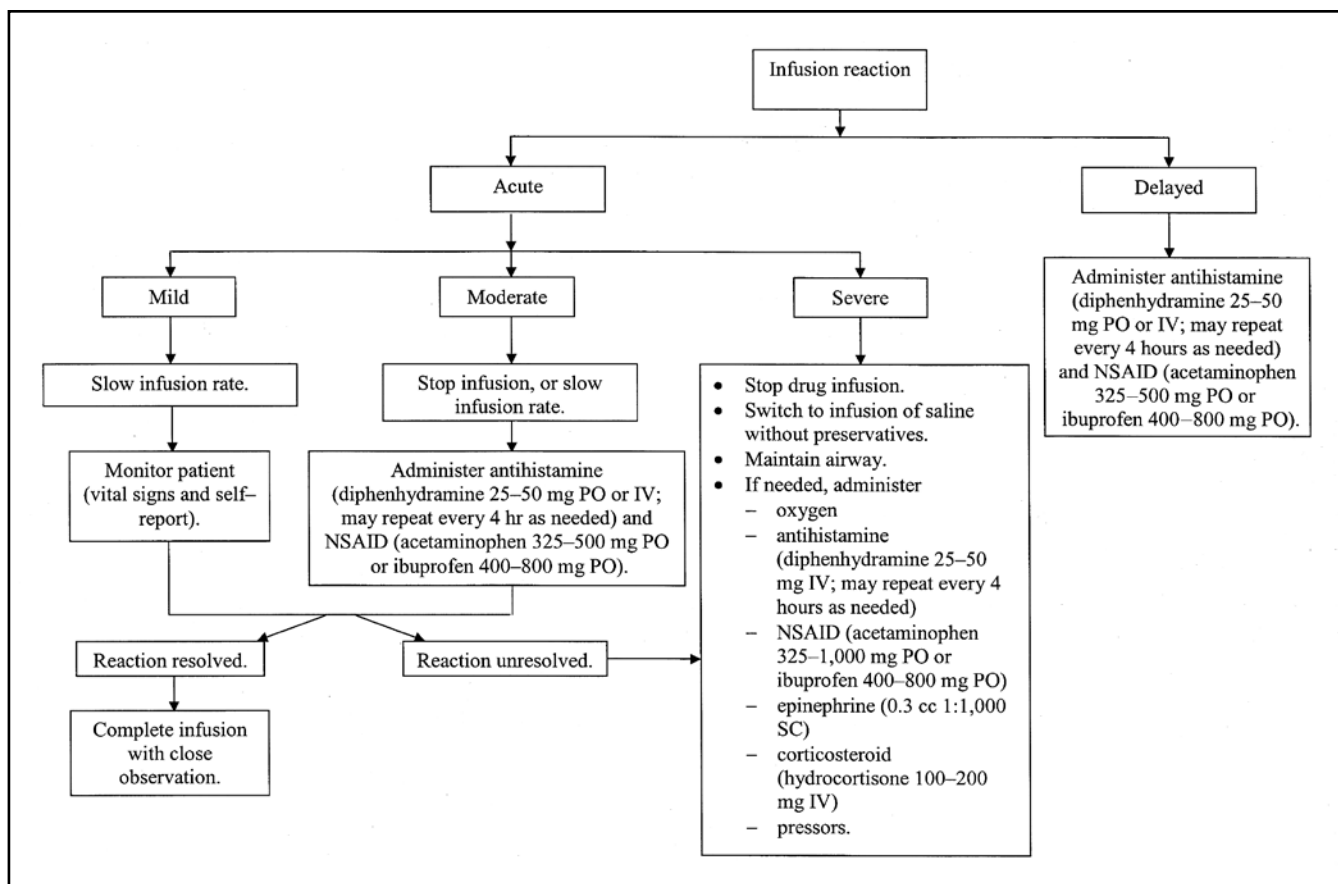 Infusion reaction
Acute
Delayed
Mild
Moderate
Severe
Administer antihistamine
(diphenhydramine 25–50
mg PO or IV; may repeat
every 4 hours as needed)
and NSAID (acetaminophen
325–500 mg PO or
ibuprofen 400–800 mg PO).
Slow infusion rate.
Stop infusion, or slow
infusion rate.
Monitor patient
(vital signs and self–
report).
Administer antihistamine
(diphenhydramine 25–50 mg PO or IV;
may repeat every 4 hr as needed) and
NSAID (acetaminophen 325–500 mg PO
or ibuprofen 400–800 mg PO).
• Stop drug infusion.
• Switch to infusion of saline
without preservatives.
• Maintain airway.
• If needed, administer
– oxygen
– antihistamine
(diphenhydramine 25–50
mg IV; may repeat every 4
hours as needed)
– NSAID (acetaminophen
325–1,000 mg PO or
ibuprofen 400–800 mg PO)
– epinephrine (0.3 cc 1:1,000
SC)
– corticosteroid
(hydrocortisone 100–200
mg IV)
– pressors.
Reaction resolved.
Reaction unresolved.
Complete infusion
with close
observation.